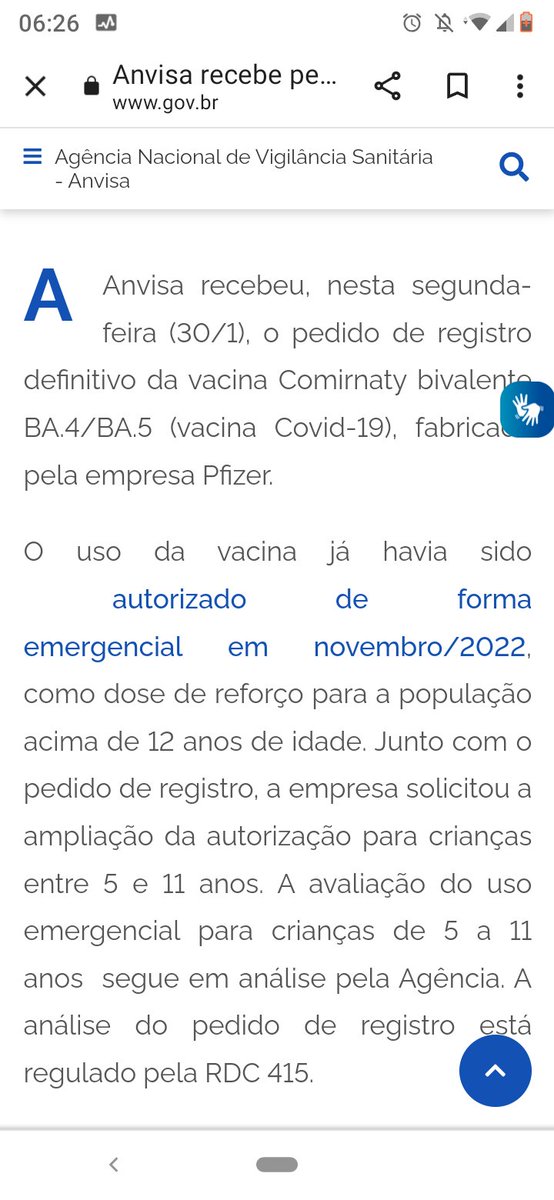 06:26
Anvisa recebe pe...
www.gov.br
Agência Nacional de Vigilância Sanitária
- Anvisa
A Anvisa recebeu, nesta segunda-
feira (30/1), o pedido de registro
definitivo da vacina Comirnaty bivalente
BA.4/BA.5 (vacina Covid-19),
pela empresa Pfizer.
O uso da vacina já havia sido
autorizado de forma
emergencial em novembro/2022,
como dose de reforço para a população
acima de 12 anos de idade. Junto com o
pedido de registro, a empresa solicitou a
ampliação da autorização para crianças
entre 5 e 11 anos. A avaliação do uso
emergencial para crianças de 5 a 11
anos segue em análise pela Agência. A
análise do pedido de registro está
regulado pela RDC 415.